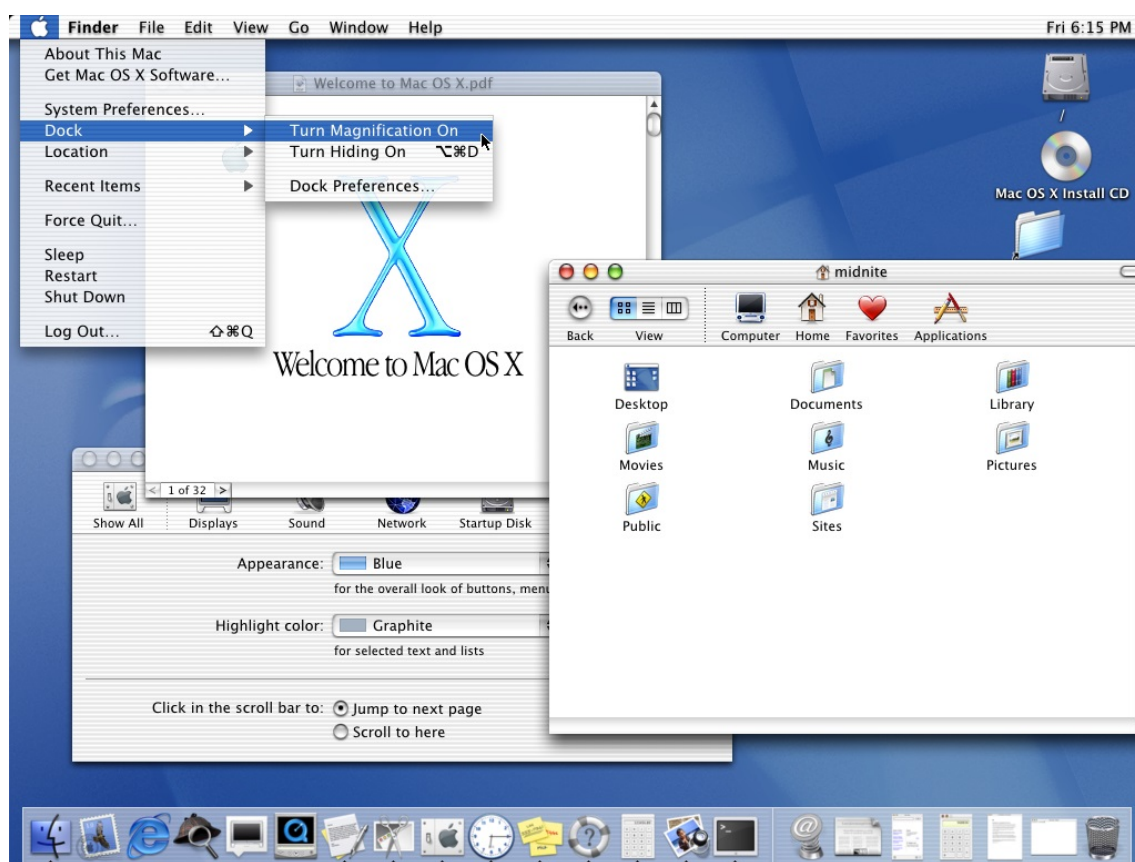 Finder File Edit View Go Window Help Fri 6:15 PM
About This Mac
Get Mac OS X Software...
System Preferences...
Dock
Location
Recent Items
Force Quit...
Sleep
Restart
Shut Down
Log Out... ⇧⌘Q
Turn Magnification On
Turn Hiding On ⌥⌘D
Dock Preferences...
Welcome to Mac OS X.pdf
X
Welcome to Mac OS X
1 of 32
/
Mac OS X Install CD
midnite
Back View Computer Home Favorites Applications
Desktop Documents Library
Movies Music Pictures
Public Sites
Show All Displays Sound Network Startup Disk
Appearance: Blue
for the overall look of buttons, menu
Highlight color: Graphite
for selected text and lists
Click in the scroll bar to: Jump to next page
Scroll to here